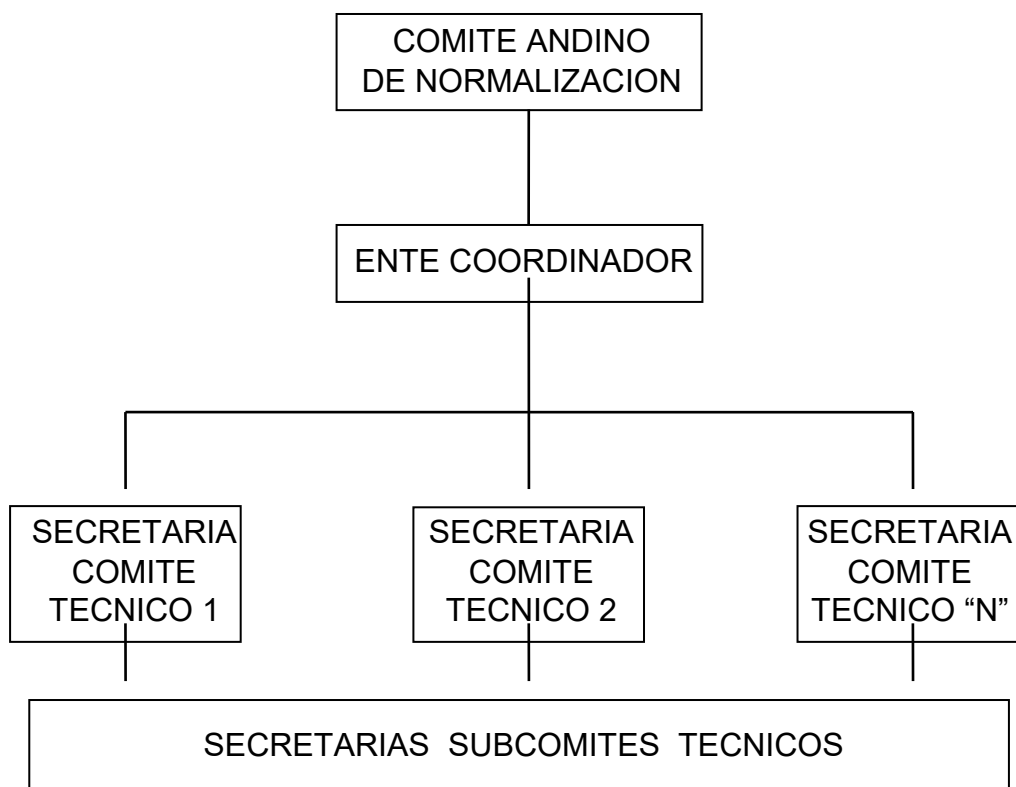 COMITE ANDINO
DE NORMALIZACION
ENTE COORDINADOR
SECRETARIA
COMITE
TECNICO 1
SECRETARIA
COMITE
TECNICO 2
SECRETARIA
COMITE
TECNICO “N”
SECRETARIAS SUBCOMITES TECNICOS